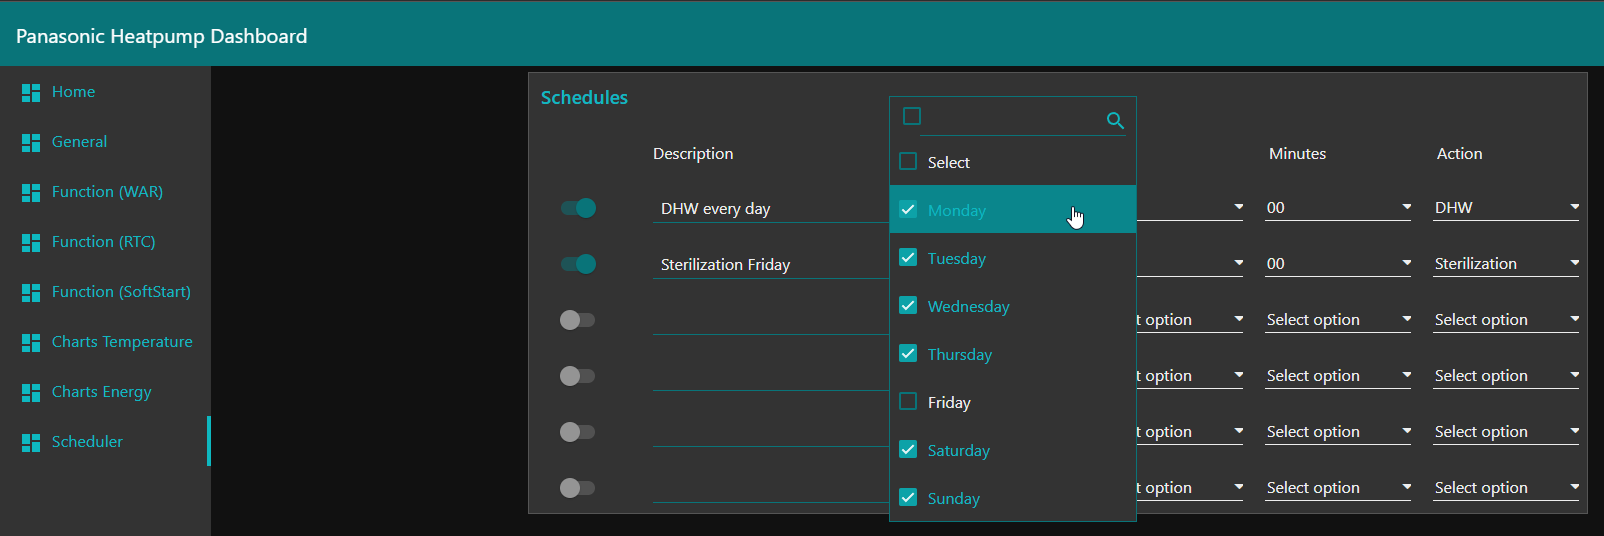 Panasonic Heatpump Dashboard
Home
General
Function (WAR)
Function (RTC)
Function (SoftStart)
Charts Temperature
Charts Energy
Scheduler
Schedules
Description Minutes Action
DHW every day 00 DHW
Sterilization Friday 00 Sterilization
t option Select option Select option
t option Select option Select option
t option Select option Select option
t option Select option Select option
Select
Monday
Tuesday
Wednesday
Thursday
Friday
Saturday
Sunday